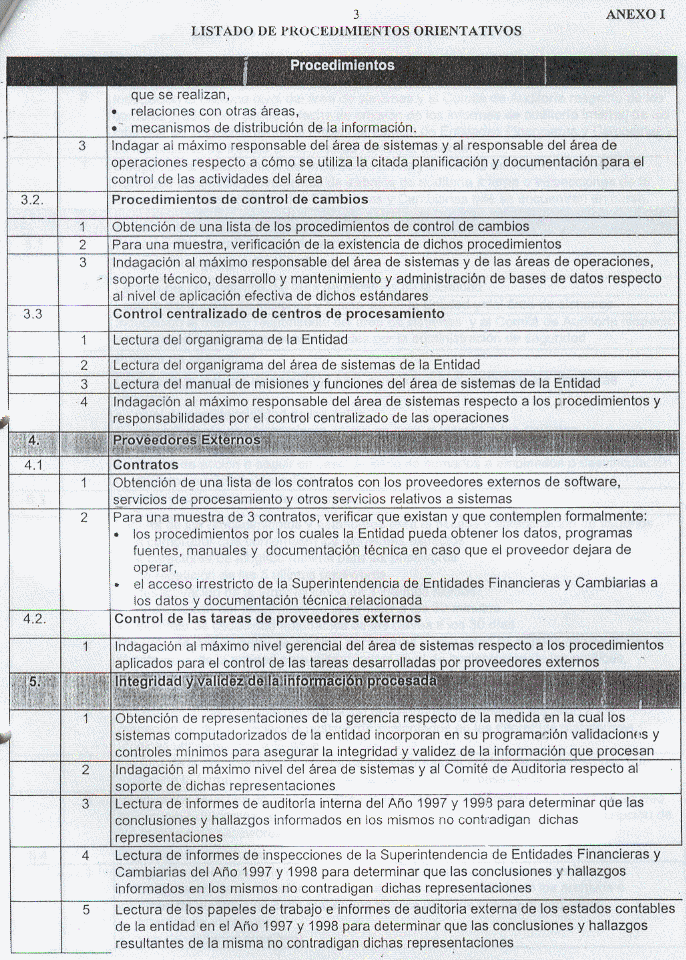 3
ANEXO I
LISTADO DE PROCEDIMIENTOS ORIENTATIVOS
Procedimientos
que se realizan,
• relaciones con otras áreas,
• mecanismos de distribución de la información.
3 Indagar al máximo responsable del área de sistemas y al responsable del área de
operaciones respecto a cómo se utiliza la citada planificación y documentación para el
control de las actividades del área
3.2. Procedimientos de control de cambios
1 Obtención de una lista de los procedimientos de control de cambios
2 Para una muestra, verificación de la existencia de dichos procedimientos
3 Indagación al máximo responsable del área de sistemas y de las áreas de operaciones,
soporte técnico, desarrollo y mantenimiento y administración de bases de datos respecto
al nivel de aplicación efectiva de dichos estándares
3.3 Control centralizado de centros de procesamiento
1 Lectura del organigrama de la Entidad
2 Lectura del organigrama del área de sistemas de la Entidad
3 Lectura del manual de misiones y funciones del área de sistemas de la Entidad
4 Indagación al máximo responsable del área de sistemas respecto a los procedimientos y
responsabilidades por el control centralizado de las operaciones
4. Proveedores Externos
4.1 Contratos
1 Obtención de una lista de los contratos con los proveedores externos de software,
servicios de procesamiento y otros servicios relativos a sistemas
2 Para una muestra de 3 contratos, verificar que existan y que contemplen formalmente:
• los procedimientos por los cuales la Entidad pueda obtener los datos, programas
fuentes, manuales y documentación técnica en caso que el proveedor dejara de
operar,
• el acceso irrestricto de la Superintendencia de Entidades Financieras y Cambiarias a
los datos y documentación técnica relacionada
4.2. Control de las tareas de proveedores externos
1 Indagación al máximo nivel gerencial del área de sistemas respecto a los procedimientos
aplicados para el control de las tareas desarrolladas por proveedores externos
5. Integridad y validez de la información procesada
1 Obtención de representaciones de la gerencia respecto de la medida en la cual los
sistemas computadorizados de la entidad incorporan en su programación validaciones y
controles mínimos para asegurar la integridad y validez de la información que procesan
2 Indagación al máximo nivel del área de sistemas y al Comité de Auditoria respecto al
soporte de dichas representaciones
3 Lectura de informes de auditoría interna del Año 1997 y 1998 para determinar que las
conclusiones y hallazgos informados en los mismos no contradigan dichas
representaciones
4 Lectura de informes de inspecciones de la Superintendencia de Entidades Financieras y
Cambiarias del Año 1997 y 1998 para determinar que las conclusiones y hallazgos
informados en los mismos no contradigan dichas representaciones
5 Lectura de los papeles de trabajo e informes de auditoria externa de los estados contables
de la entidad en el Año 1997 y 1998 para determinar que las conclusiones y hallazgos
resultantes de la misma no contradigan dichas representaciones